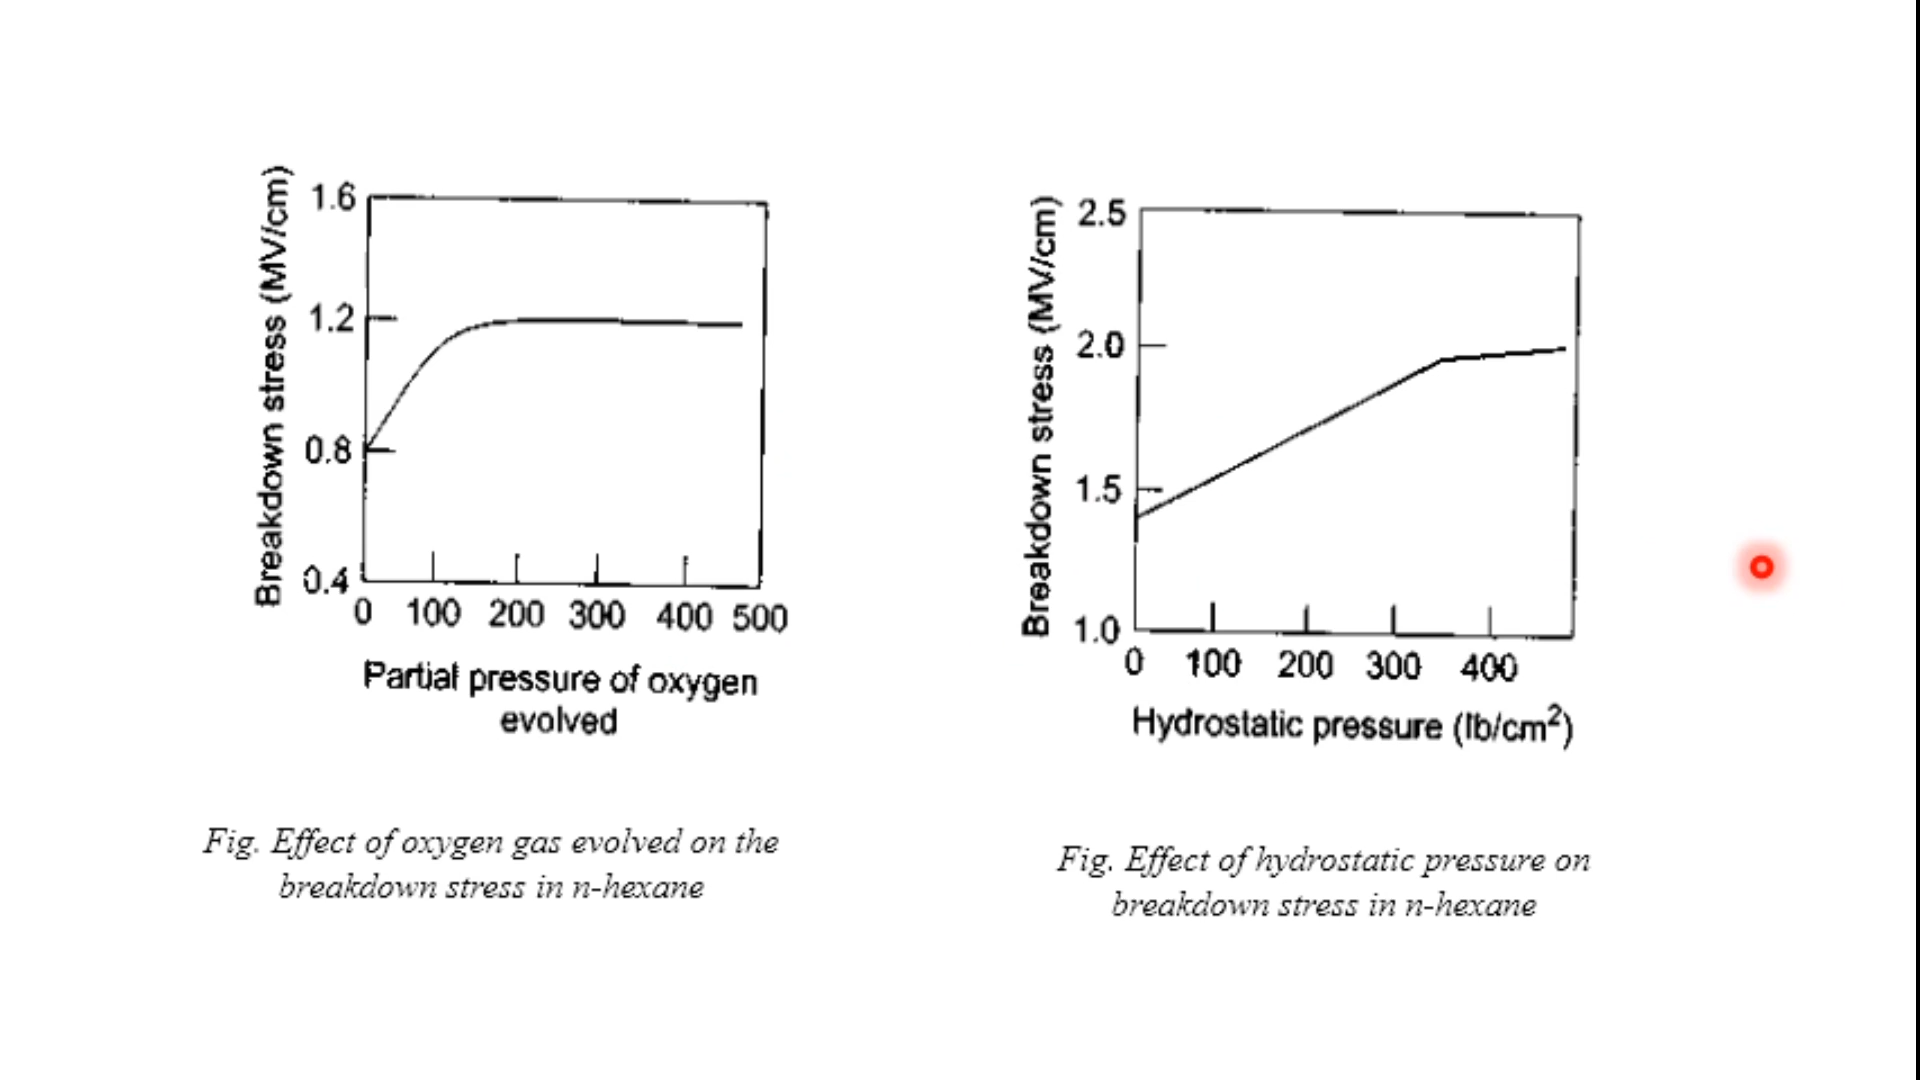 Breakdown stress (MV/cm)
1.6
1.2
0.8
0.4
0 100 200 300 400 500
Partial pressure of oxygen
evolved
Fig. Effect of oxygen gas evolved on the
breakdown stress in n-hexane
Breakdown stress (MV/cm)
2.5
2.0
1.5
1.0
0 100 200 300 400
Hydrostatic pressure (lb/cm²)
Fig. Effect of hydrostatic pressure on
breakdown stress in n-hexane